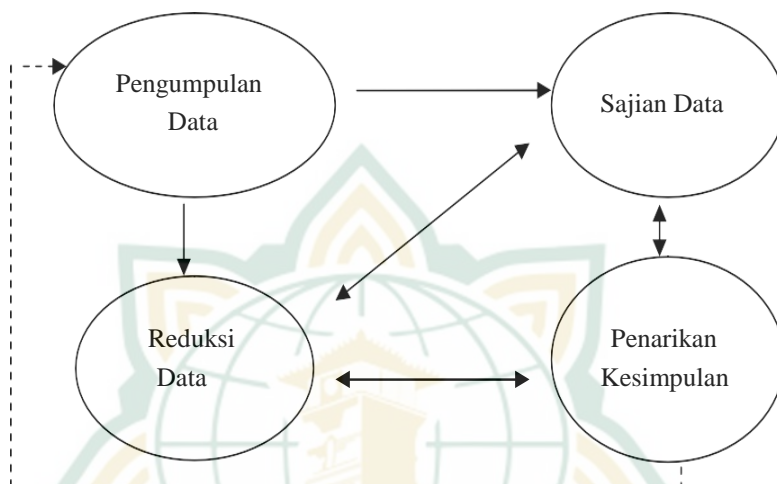 Pengumpulan
Data
Sajian Data
Reduksi
Data
Penarikan
Kesimpulan